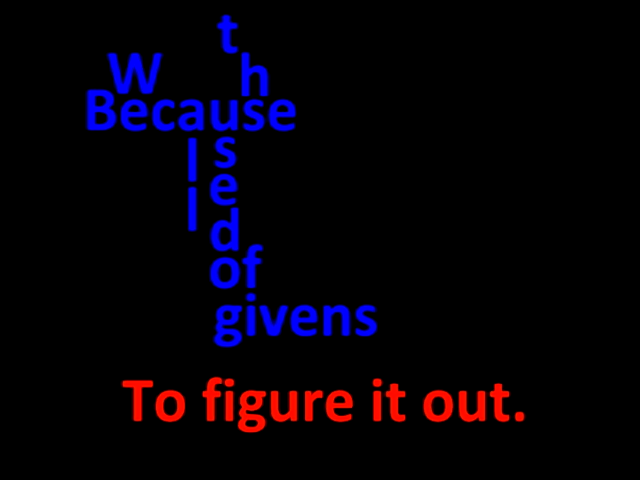 t
W h
Because
l s
e
l
d
of
givens
To figure it out.